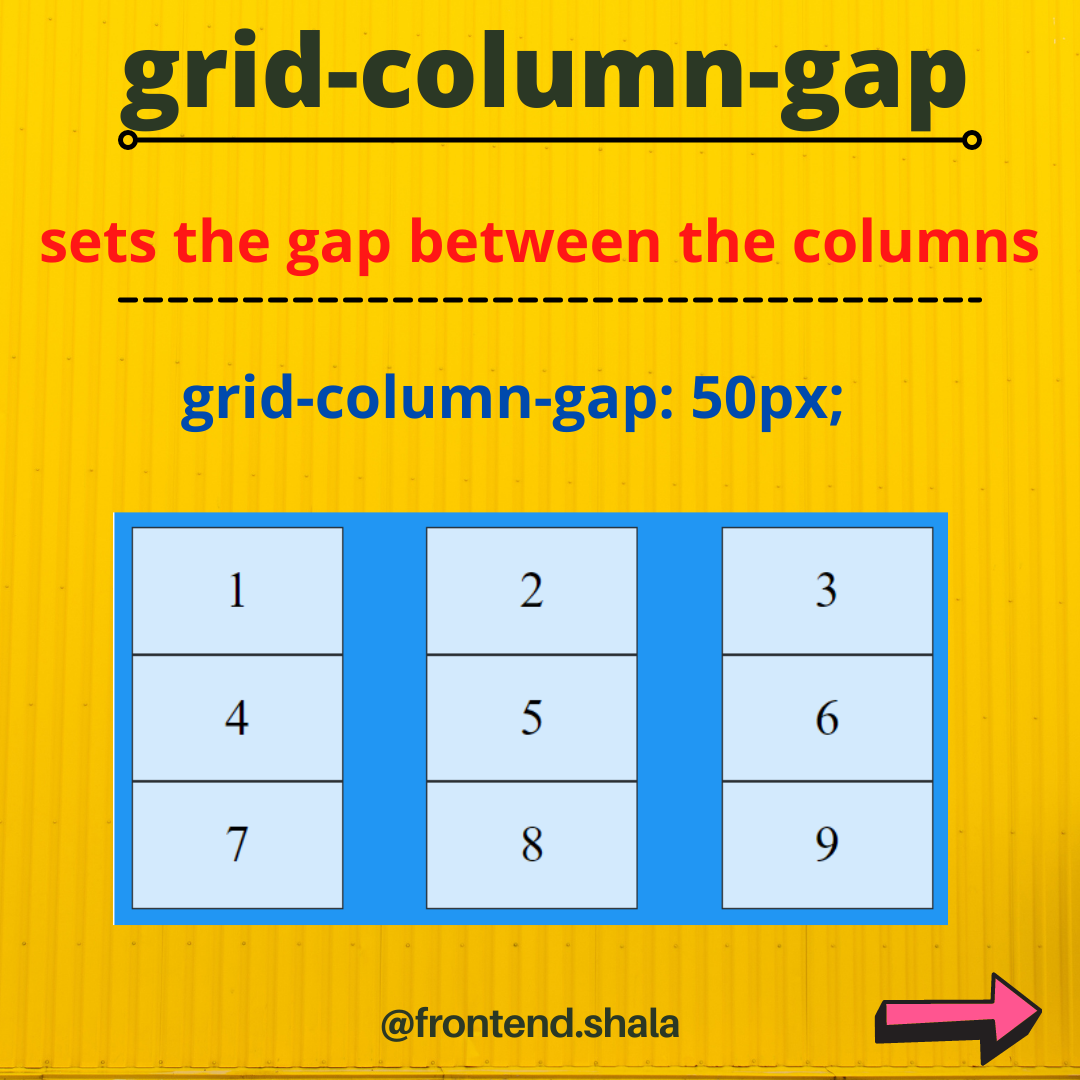 grid-column-gap
sets the gap between the columns
grid-column-gap: 50px;
1 2 3
4 5 6
7 8 9
@frontend.shala